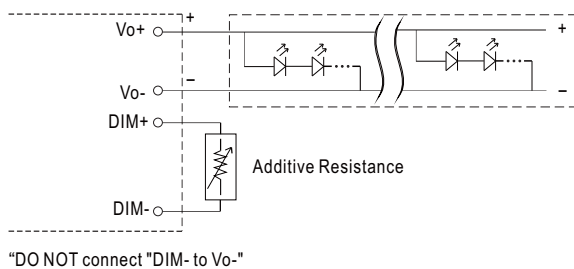 Vo+ + +
Vo- – –
DIM+
Additive Resistance
DIM-
“DO NOT connect "DIM- to Vo-"